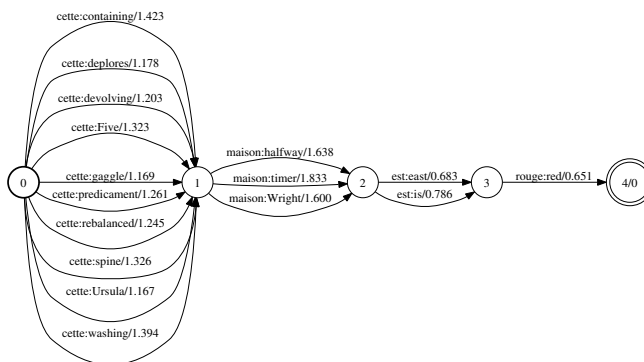 cette:containing/1.423
cette:deplores/1.178
cette:devolving/1.203
cette:Five/1.323
cette:gaggle/1.169
cette:predicament/1.261
cette:rebalanced/1.245
cette:spine/1.326
cette:Ursula/1.167
cette:washing/1.394
0
1
maison:halfway/1.638
maison:timer/1.833
maison:Wright/1.600
2
est:east/0.683
est:is/0.786
3
rouge:red/0.651
4/0